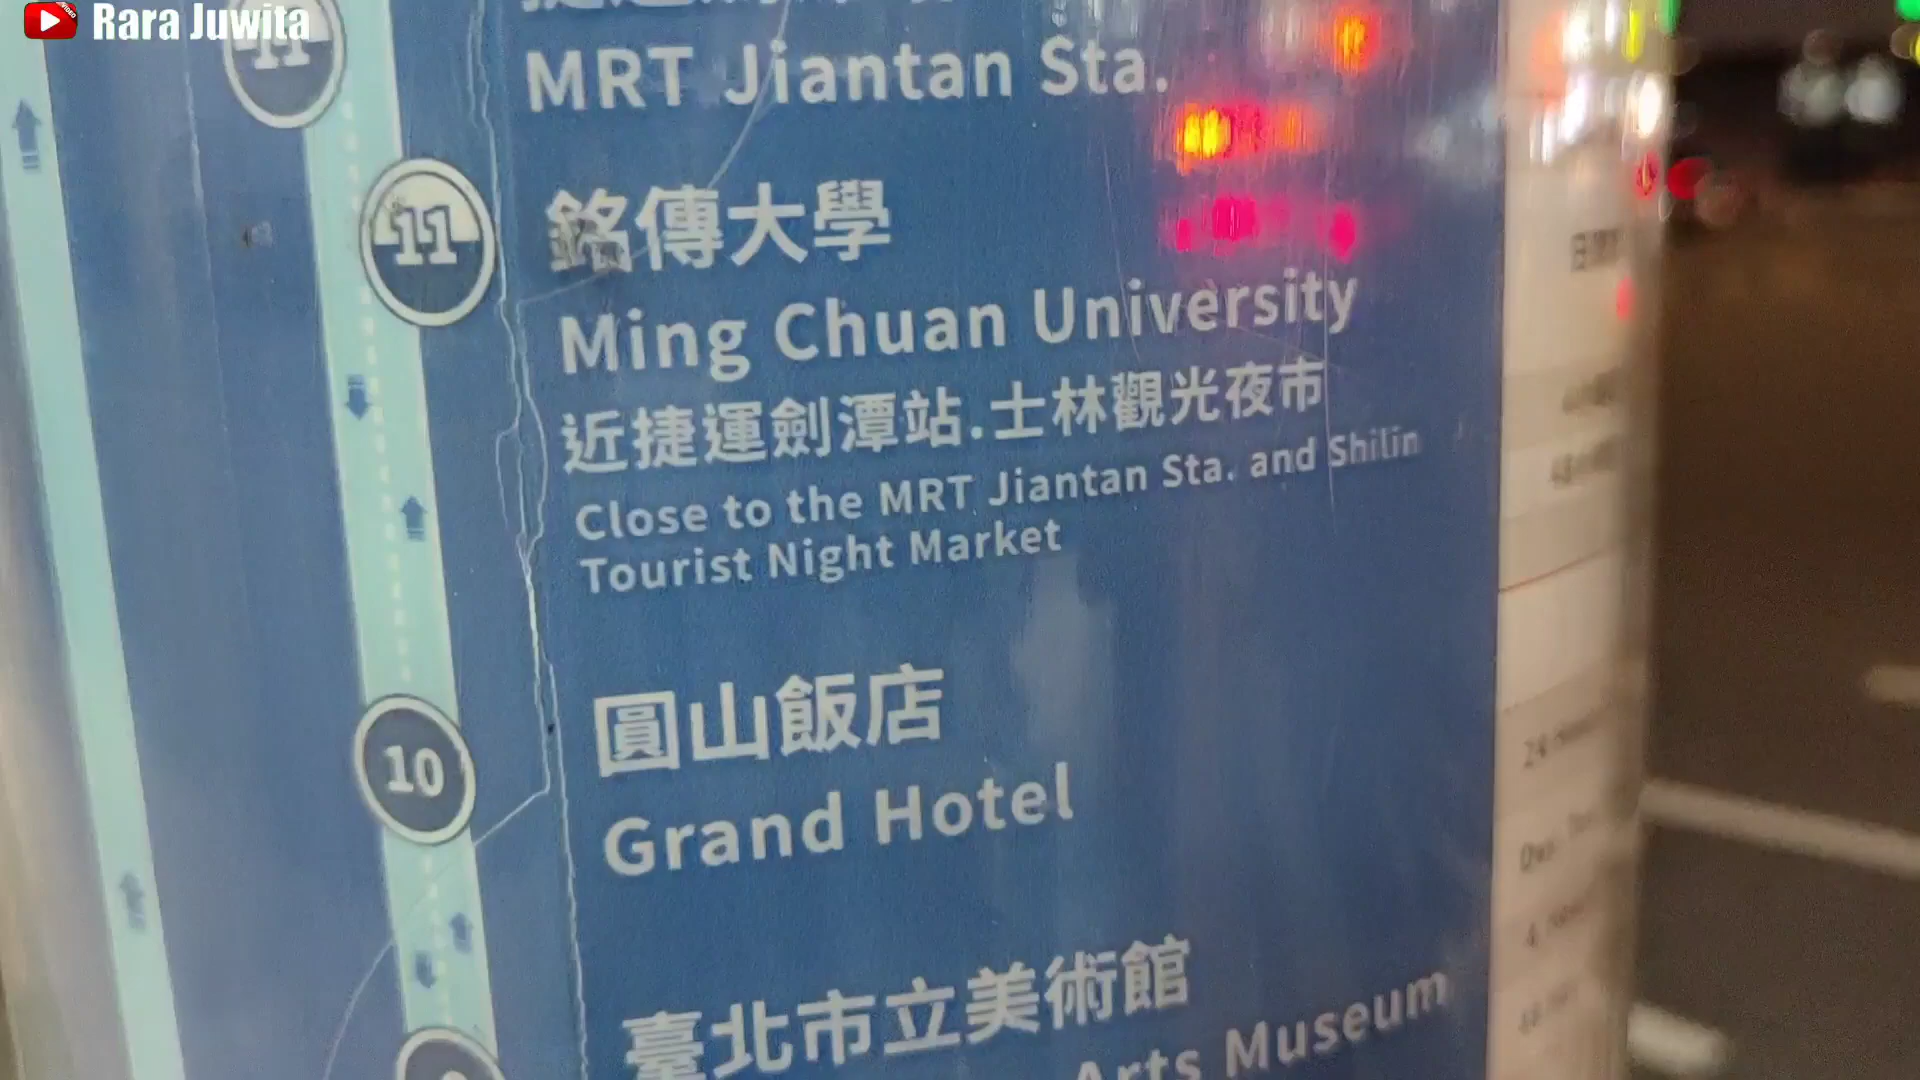 Rara Juwita
11
MRT Jiantan Sta.
11
銘傳大學
Ming Chuan University
近捷運劍潭站.士林觀光夜市
Close to the MRT Jiantan Sta. and Shilin
Tourist Night Market
10
圓山飯店
Grand Hotel
臺北市立美術館
Arts Museum